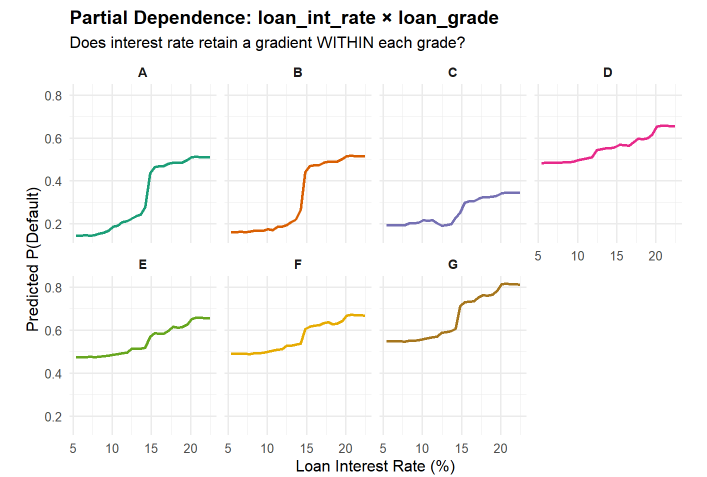 Partial Dependence: loan_int_rate × loan_grade
Does interest rate retain a gradient WITHIN each grade?
A B C D
0.8
0.6
0.4
0.2
5 10 15 20
E F G
0.8
0.6
0.4
0.2
5 10 15 20 5 10 15 20 5 10 15 20
Predicted P(Default)
Loan Interest Rate (%)